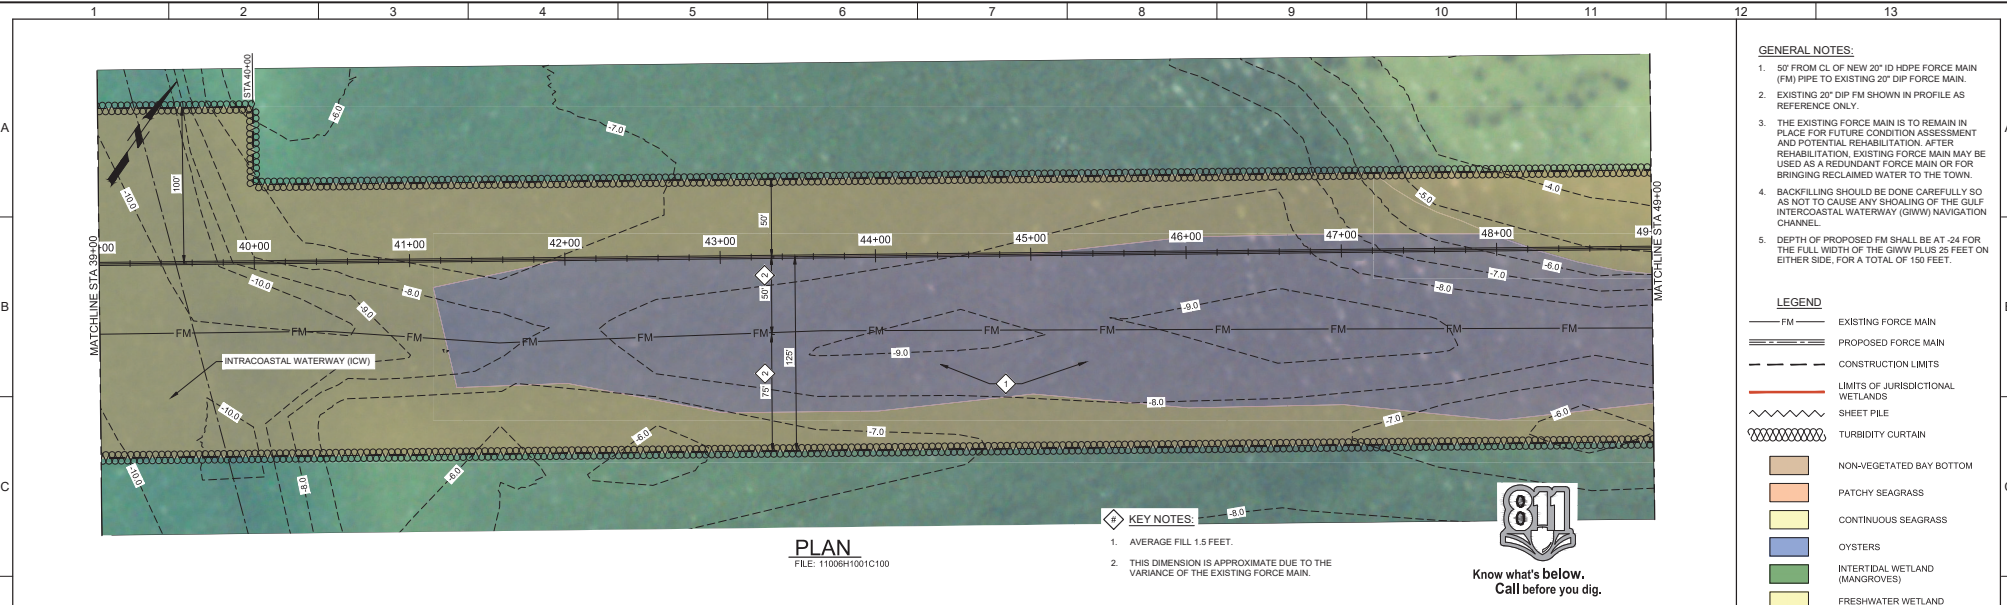 1 2 3 4 5 6 7 8 9 10 11 12 13
A
B
C
STA 40+00
-6.0
-7.0
-10.0
100'
50'
-5.0
-4.0
MATCHLINE STA 39+00
+00 40+00 41+00 42+00 43+00 44+00 45+00 46+00 47+00 48+00 49-
MATCHLINE STA 49+00
-10.0
-8.0
-9.0
2
50'
-9.0
-7.0
-6.0
-8.0
FM FM FM FM FM FM FM FM FM FM FM FM FM
INTRACOASTAL WATERWAY (ICW)
-9.0
125'
2
75'
1
-10.0
-8.0
-7.0
-6.0
-6.0
-7.0
-10.0
-8.0
-6.0
-8.0
PLAN
FILE: 11006H1001C100
# KEY NOTES:
1. AVERAGE FILL 1.5 FEET.
2. THIS DIMENSION IS APPROXIMATE DUE TO THE
VARIANCE OF THE EXISTING FORCE MAIN.
811
Know what's below.
Call before you dig.
GENERAL NOTES:
1. 50' FROM CL OF NEW 20" ID HDPE FORCE MAIN
(FM) PIPE TO EXISTING 20" DIP FORCE MAIN.
2. EXISTING 20" DIP FM SHOWN IN PROFILE AS
REFERENCE ONLY.
3. THE EXISTING FORCE MAIN IS TO REMAIN IN
PLACE FOR FUTURE CONDITION ASSESSMENT
AND POTENTIAL REHABILITATION. AFTER
REHABILITATION, EXISTING FORCE MAIN MAY BE
USED AS A REDUNDANT FORCE MAIN OR FOR
BRINGING RECLAIMED WATER TO THE TOWN.
4. BACKFILLING SHOULD BE DONE CAREFULLY SO
AS NOT TO CAUSE ANY SHOALING OF THE GULF
INTERCOASTAL WATERWAY (GIWW) NAVIGATION
CHANNEL.
5. DEPTH OF PROPOSED FM SHALL BE AT -24 FOR
THE FULL WIDTH OF THE GIWW PLUS 25 FEET ON
EITHER SIDE, FOR A TOTAL OF 150 FEET.
LEGEND
FM EXISTING FORCE MAIN
PROPOSED FORCE MAIN
CONSTRUCTION LIMITS
LIMITS OF JURISDICTIONAL
WETLANDS
SHEET PILE
TURBIDITY CURTAIN
NON-VEGETATED BAY BOTTOM
PATCHY SEAGRASS
CONTINUOUS SEAGRASS
OYSTERS
INTERTIDAL WETLAND
(MANGROVES)
FRESHWATER WETLAND